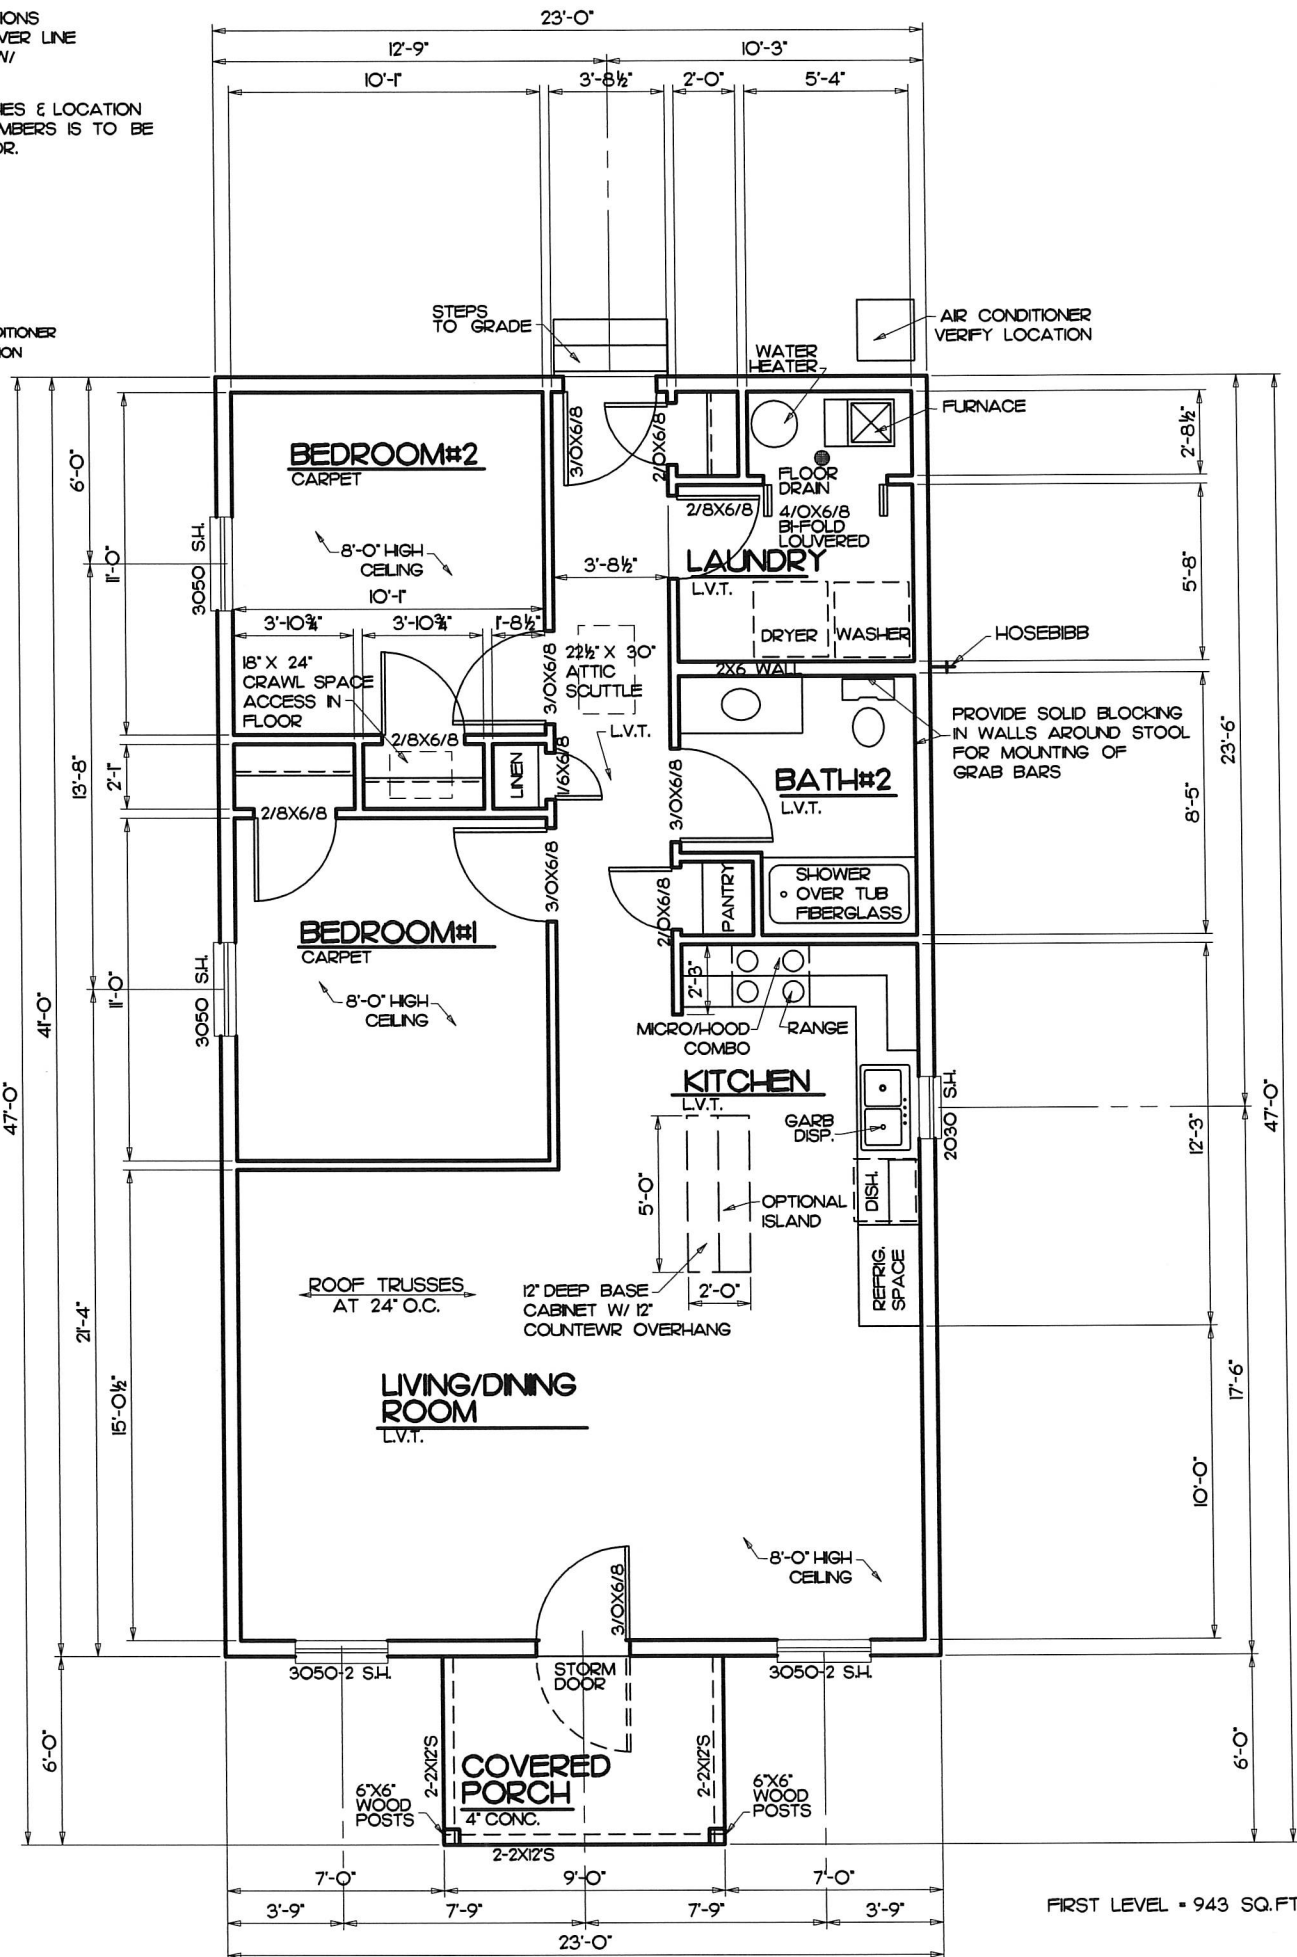 IONS
VER LINE
W/
IES & LOCATION
MBERS IS TO BE
OR.
23'-0"
12'-9"
10'-3"
10'-1"
3'-8½"
2'-0"
5'-4"
DITIONER
ION
STEPS
TO GRADE
AIR CONDITIONER
VERIFY LOCATION
WATER
HEATER
FURNACE
BEDROOM#2
CARPET
3/0X6/8
2/0X6/8
FLOOR
DRAIN
2'-8½"
6'-0"
11'-0"
3050 S.H.
8'-0" HIGH
CEILING
2/8X6/8
4/0X6/8
BI-FOLD
LOUVERED
LAUNDRY
L.V.T.
3'-8½"
5'-8"
10'-1"
3'-10¾"
3'-10¾"
1'-8½"
DRYER
WASHER
HOSEBIBB
18" X 24"
CRAWL SPACE
ACCESS IN
FLOOR
3/0X6/8
22½" X 30"
ATTIC
SCUTTLE
2X6 WALL
L.V.T.
PROVIDE SOLID BLOCKING
IN WALLS AROUND STOOL
FOR MOUNTING OF
GRAB BARS
23'-6"
13'-8"
2'-1"
2/8X6/8
LINEN
1/6X6/8
BATH#2
L.V.T.
3/0X6/8
8'-5"
2/8X6/8
3/0X6/8
2/0X6/8
PANTRY
SHOWER
OVER TUB
FIBERGLASS
BEDROOM#1
CARPET
8'-0" HIGH
CEILING
11'-0"
3050 S.H.
41'-0"
47'-0"
2'-3"
MICRO/HOOD
COMBO
RANGE
KITCHEN
L.V.T.
GARB
DISP.
2030 S.H.
12'-3"
47'-0"
5'-0"
OPTIONAL
ISLAND
DISH.
REFRIG.
SPACE
ROOF TRUSSES
AT 24" O.C.
12" DEEP BASE
CABINET W/ 12"
COUNTEWR OVERHANG
2'-0"
21'-4"
15'-0½"
17'-6"
LIVING/DINING
ROOM
L.V.T.
10'-0"
8'-0" HIGH
CEILING
3/0X6/8
3050-2 S.H.
STORM
DOOR
3050-2 S.H.
6'-0"
2-2X12'S
COVERED
PORCH
4" CONC.
2-2X12'S
6'-0"
6"X6"
WOOD
POSTS
6"X6"
WOOD
POSTS
2-2X12'S
7'-0"
9'-0"
7'-0"
3'-9"
7'-9"
7'-9"
3'-9"
23'-0"
FIRST LEVEL = 943 SQ.FT